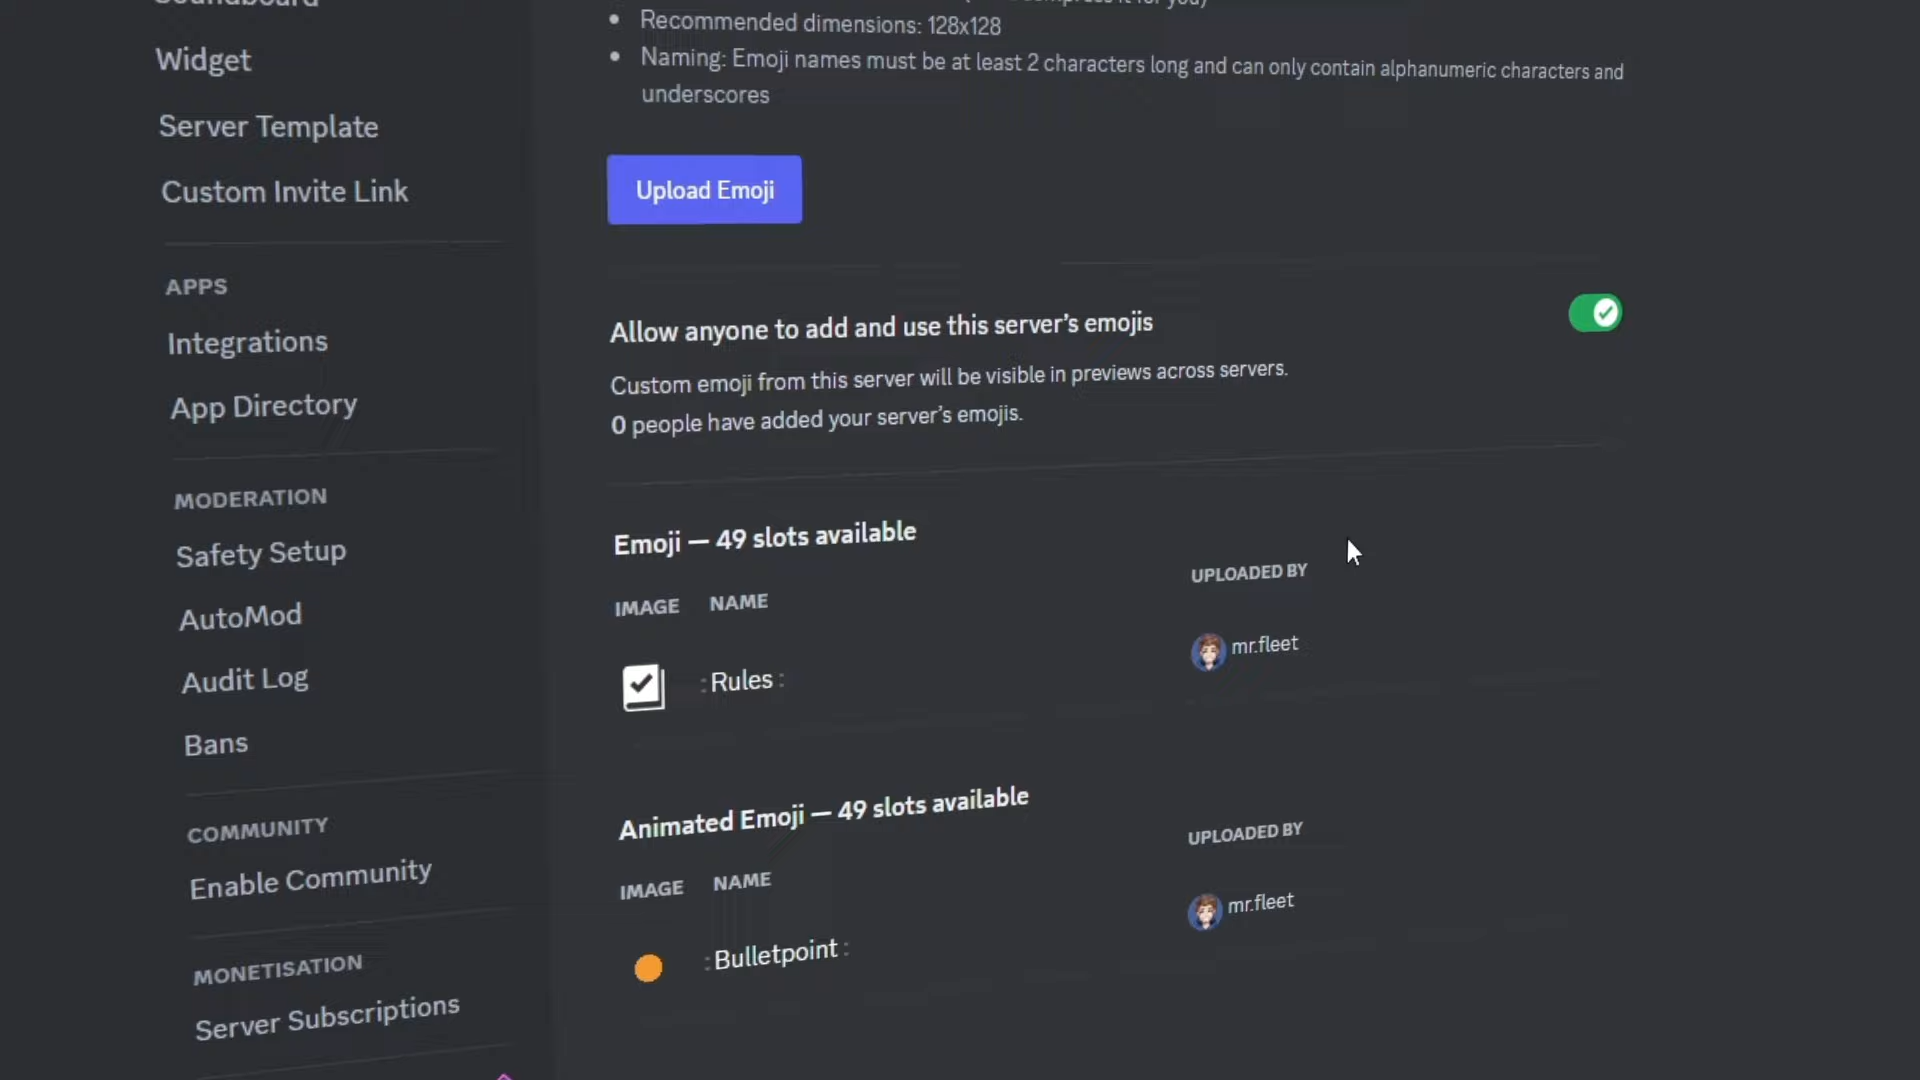 Soundboard
Widget
Server Template
Custom Invite Link
APPS
Integrations
App Directory
MODERATION
Safety Setup
AutoMod
Audit Log
Bans
COMMUNITY
Enable Community
MONETISATION
Server Subscriptions
Recommended dimensions: 128x128
Naming: Emoji names must be at least 2 characters long and can only contain alphanumeric characters and
underscores
Upload Emoji
Allow anyone to add and use this server's emojis
Custom emoji from this server will be visible in previews across servers.
0 people have added your server's emojis.
Emoji — 49 slots available
IMAGE NAME UPLOADED BY
:Rules: mr.fleet
Animated Emoji — 49 slots available
IMAGE NAME UPLOADED BY
:Bulletpoint: mr.fleet